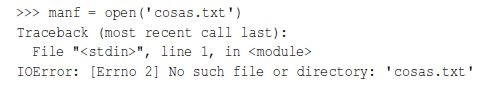 >>> manf = open('cosas.txt')
Traceback (most recent call last):
  File "<stdin>", line 1, in <module>
IOError: [Errno 2] No such file or directory: 'cosas.txt'